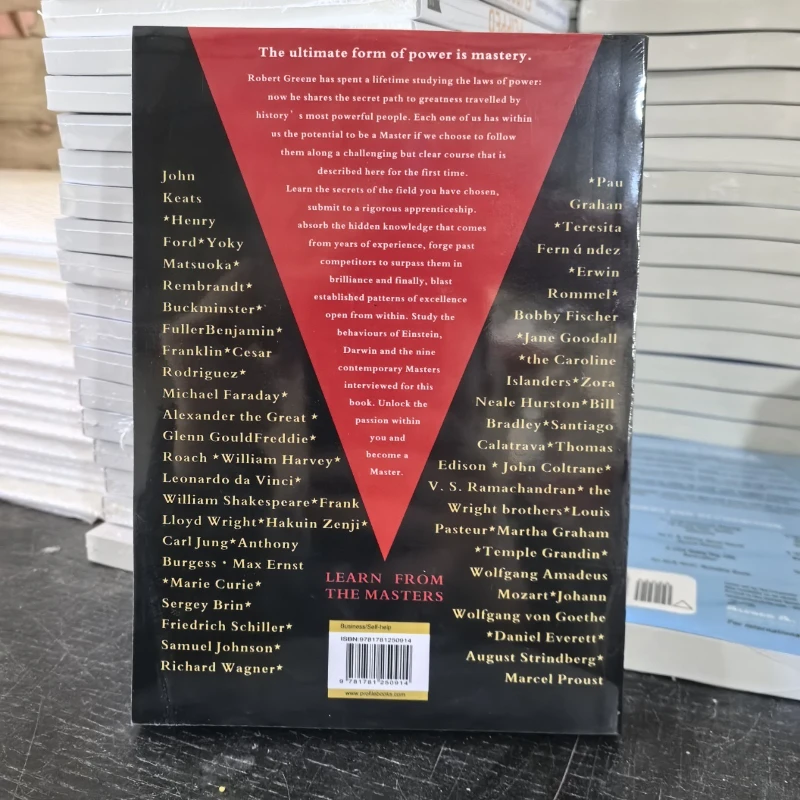 The ultimate form of power is mastery.
Robert Greene has spent a lifetime studying the laws of power:
now he shares the secret path to greatness travelled by
history's most powerful people. Each one of us has within
us the potential to be a Master if we choose to follow
them along a challenging but clear course that is
described here for the first time.
Learn the secrets of the field you have chosen,
submit to a rigorous apprenticeship.
absorb the hidden knowledge that comes
from years of experience, forge past
competitors to surpass them in
brilliance and finally, blast
established patterns of excellence
open from within. Study the
behaviours of Einstein,
Darwin and the nine
contemporary Masters
interviewed for this
book. Unlock the
passion within
you and
become a
Master.
John
Keats
*Henry
Ford*Yoky
Matsuoka*
Rembrandt*
Buckminster*
FullerBenjamin*
Franklin*Cesar
Rodriguez*
Michael Faraday*
Alexander the Great *
Glenn GouldFreddie*
Roach *William Harvey*
Leonardo da Vinci*
William Shakespeare*Frank
Lloyd Wright*Hakuin Zenji*
Carl Jung*Anthony
Burgess · Max Ernst
*Marie Curie*
Sergey Brin*
Friedrich Schiller*
Samuel Johnson*
Richard Wagner*
*Pau
Grahan
*Teresita
Fern á ndez
*Erwin
Rommel*
Bobby Fischer
*Jane Goodall
*the Caroline
Islanders*Zora
Neale Hurston*Bill
Bradley*Santiago
Calatrava*Thomas
Edison * John Coltrane*
V. S. Ramachandran* the
Wright brothers*Louis
Pasteur*Martha Graham
*Temple Grandin*
Wolfgang Amadeus
Mozart*Johann
Wolfgang von Goethe
*Daniel Everett*
August Strindberg*
Marcel Proust
LEARN FROM
THE MASTERS
Business/Self-help
ISBN:9781781250914
9 781781 250914
www.profilebooks.com